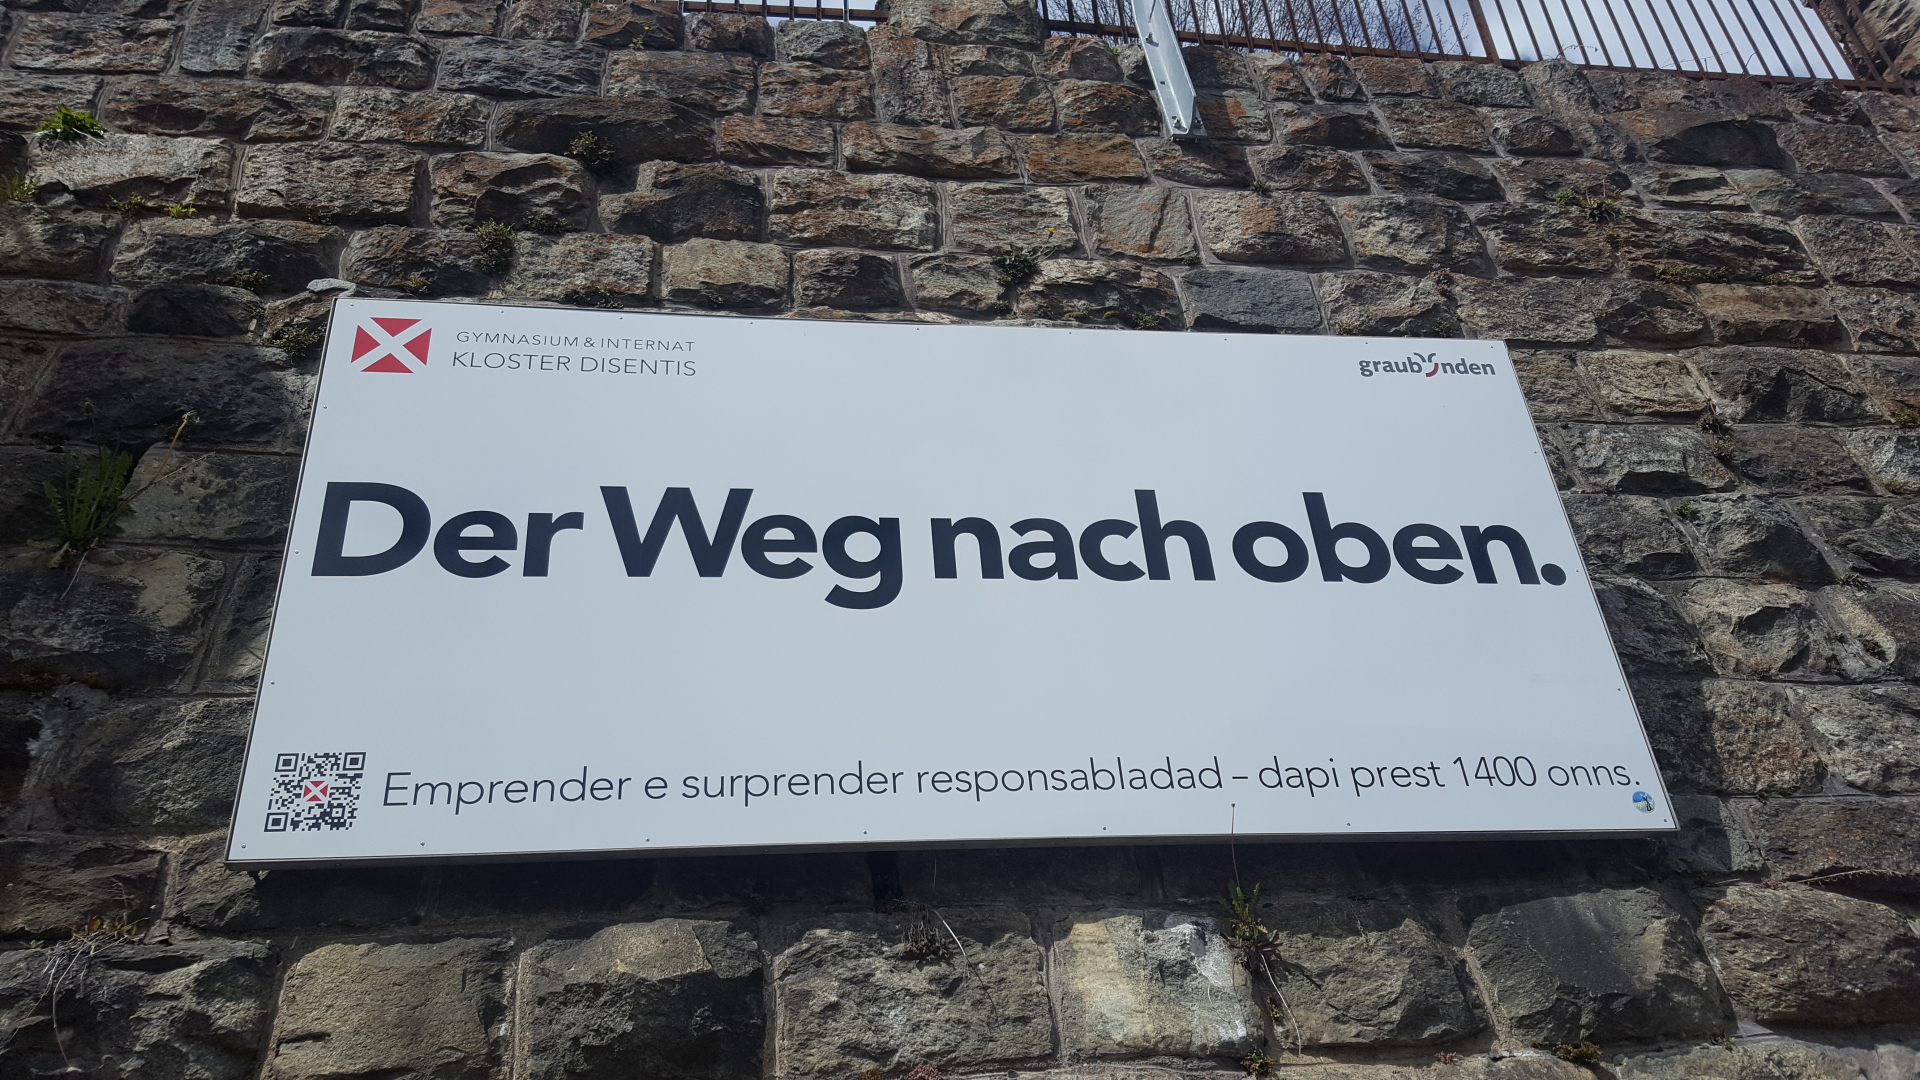 GYMNASIUM & INTERNAT
KLOSTER DISENTIS
graubünden
Der Weg nach oben.
Emprender e surprender responsabladad – dapi prest 1400 onns.